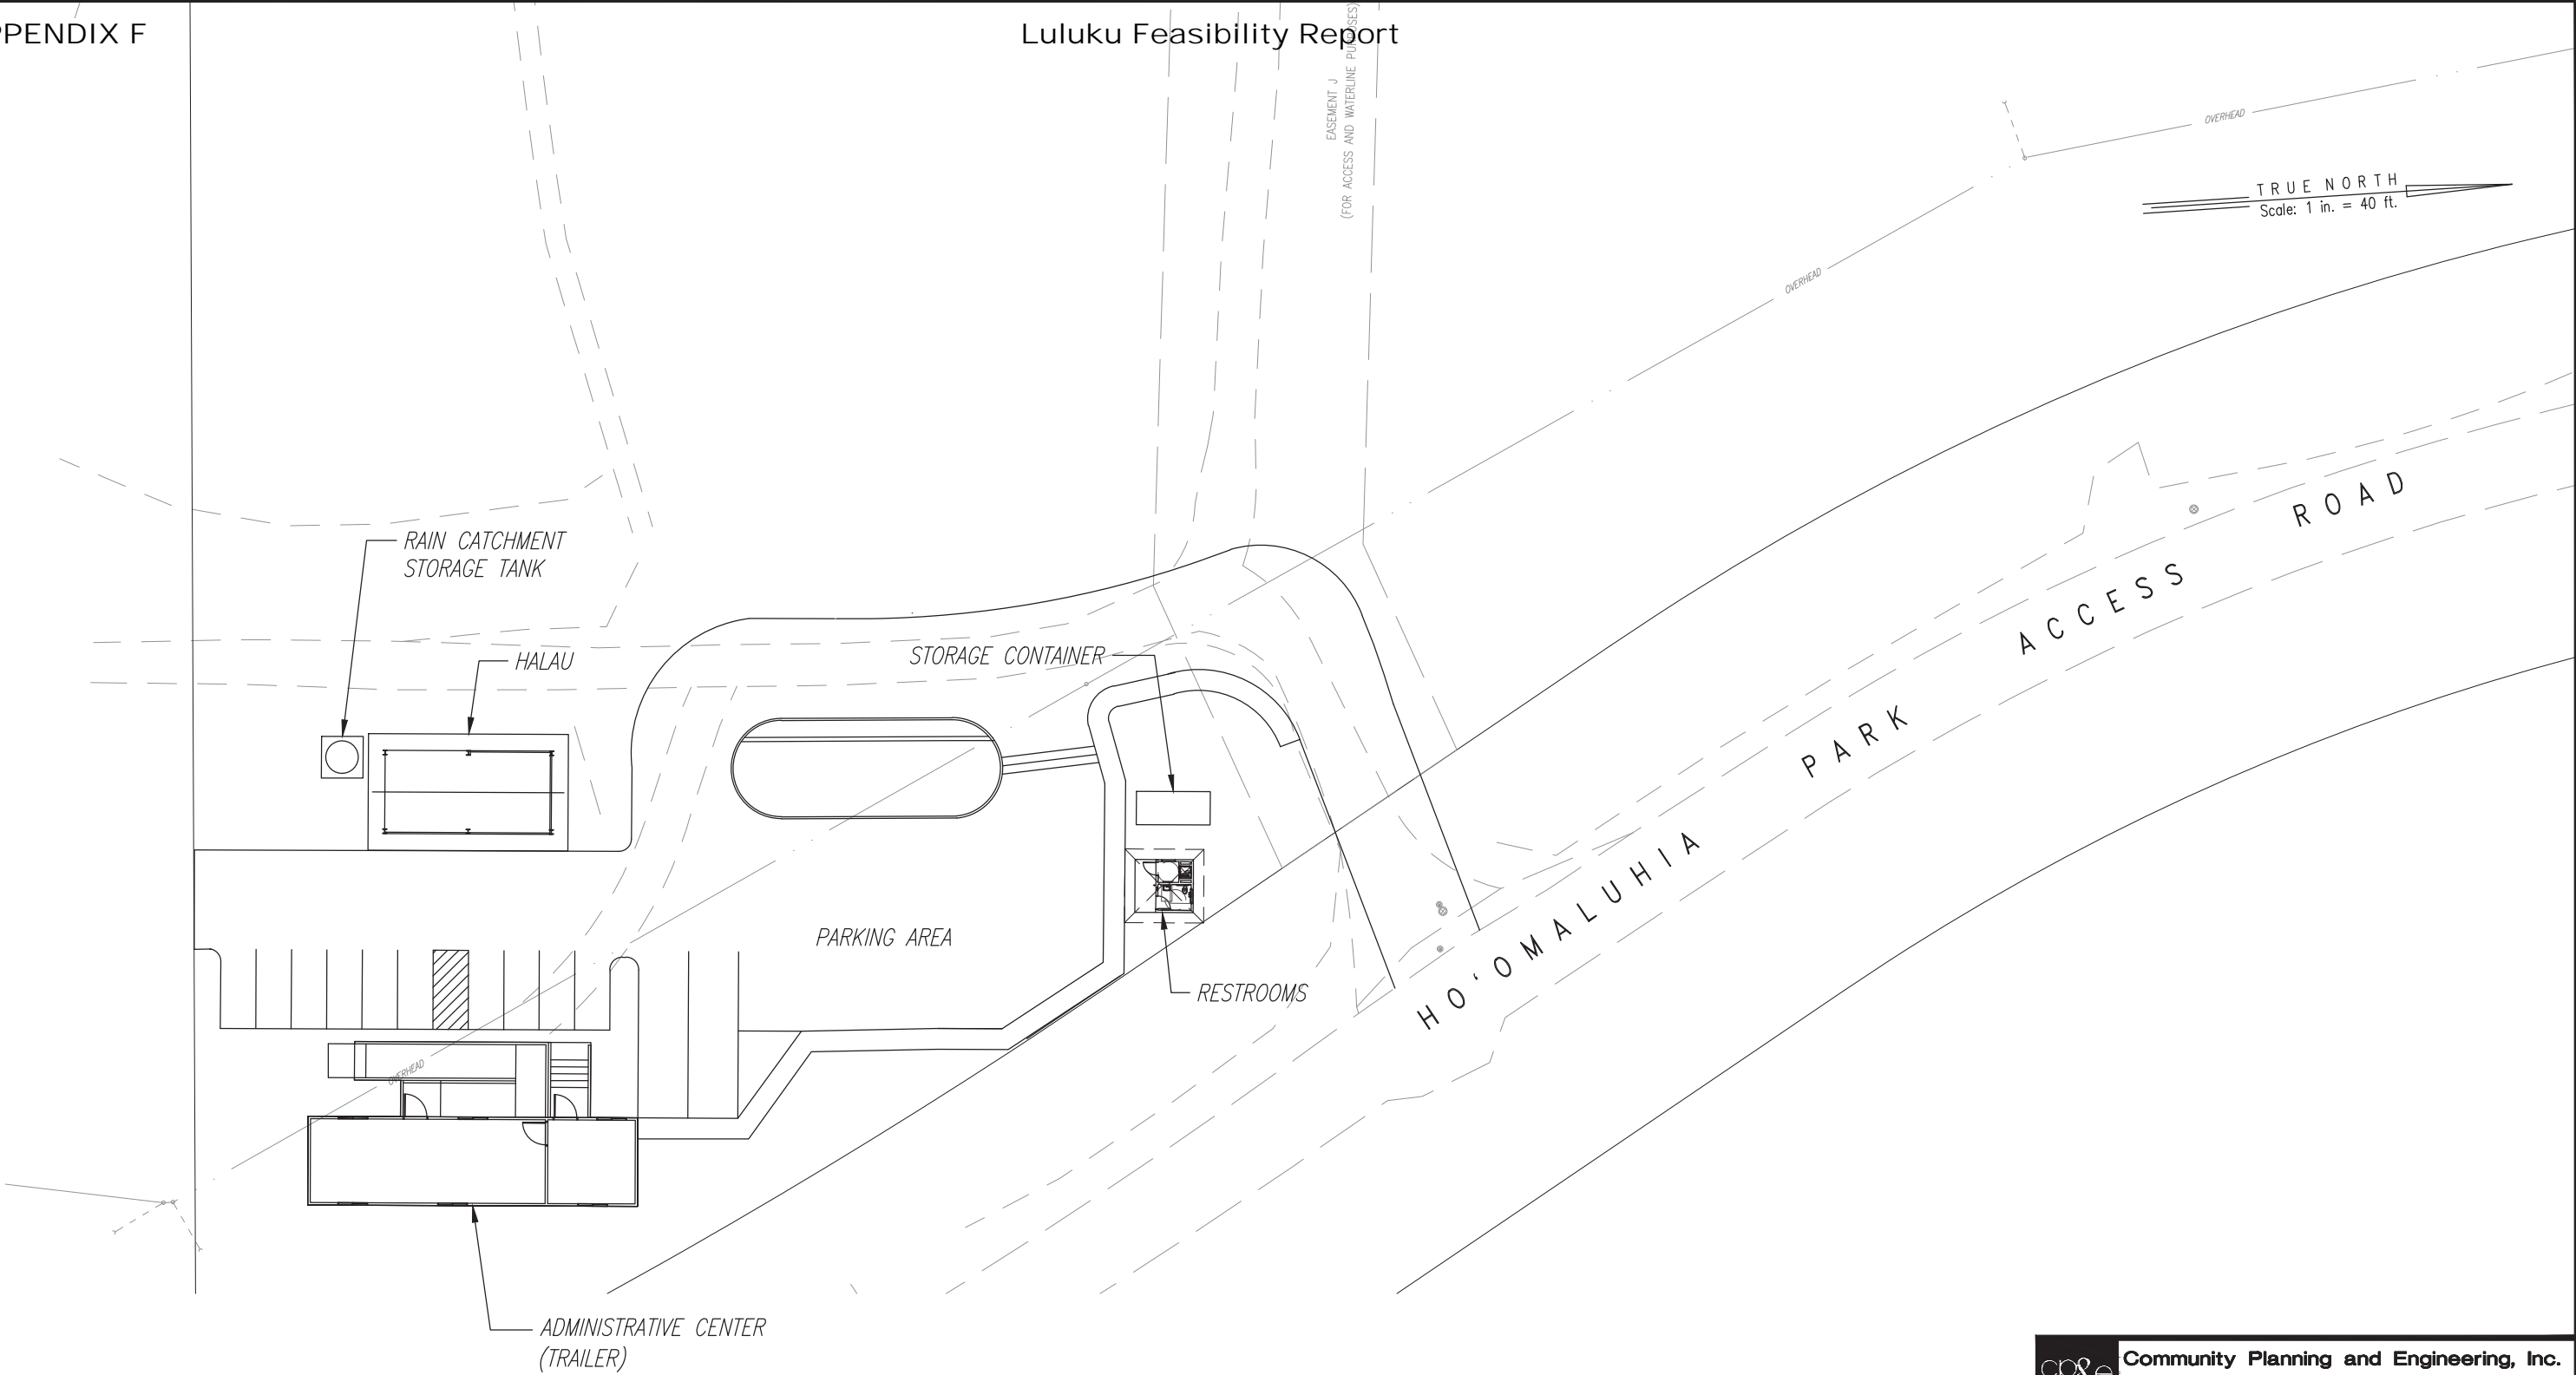 PPENDIX F
Luluku Feasibility Report
EASEMENT J
(FOR ACCESS AND WATERLINE PURPOSES)
OVERHEAD
TRUE NORTH
Scale: 1 in. = 40 ft.
OVERHEAD
RAIN CATCHMENT
STORAGE TANK
HALAU
STORAGE CONTAINER
PARKING AREA
RESTROOMS
HO'OMALUHIA PARK ACCESS ROAD
OVERHEAD
ADMINISTRATIVE CENTER
(TRAILER)
cp&e
Community Planning and Engineering, Inc.